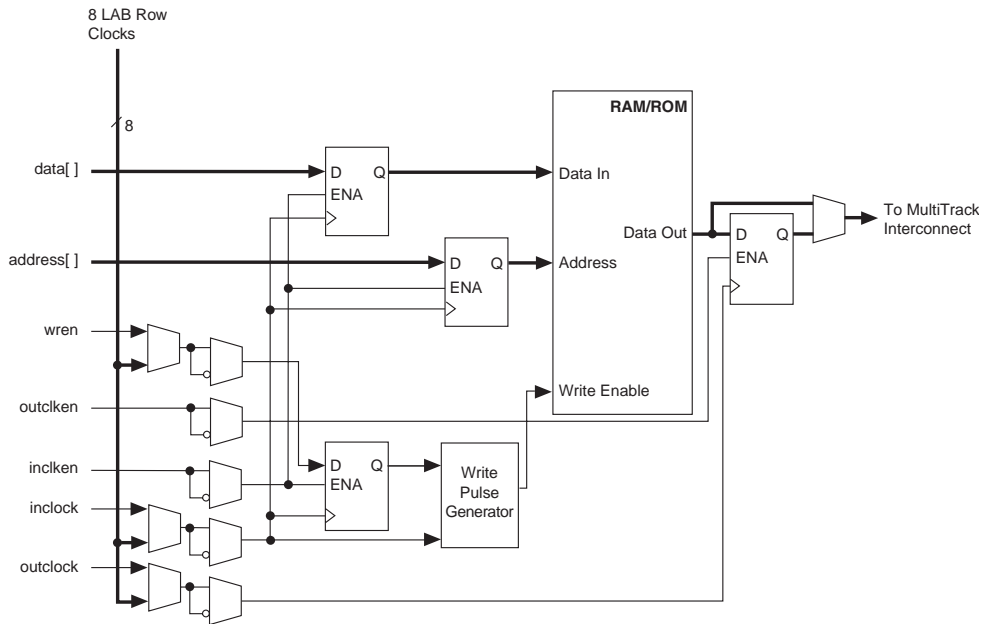 8 LAB Row
Clocks
8
RAM/ROM
data[ ]
D Q
ENA
Data In
To MultiTrack
Interconnect
Data Out
D Q
ENA
address[ ]
D Q
ENA
Address
wren
Write Enable
outclken
inclken
D Q
ENA
Write
Pulse
Generator
inclock
outclock